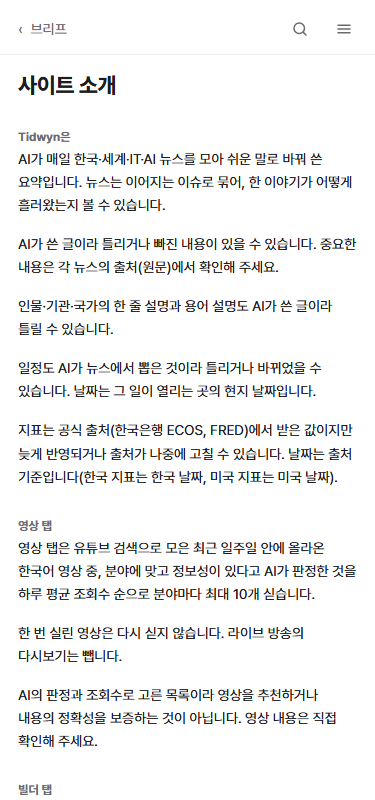 ‹ 브리프
사이트 소개
Tidwyn은
AI가 매일 한국·세계·IT·AI 뉴스를 모아 쉬운 말로 바꿔 쓴
요약입니다. 뉴스는 이어지는 이슈로 묶어, 한 이야기가 어떻게
흘러왔는지 볼 수 있습니다.
AI가 쓴 글이라 틀리거나 빠진 내용이 있을 수 있습니다. 중요한
내용은 각 뉴스의 출처(원문)에서 확인해 주세요.
인물·기관·국가의 한 줄 설명과 용어 설명도 AI가 쓴 글이라
틀릴 수 있습니다.
일정도 AI가 뉴스에서 뽑은 것이라 틀리거나 바뀌었을 수
있습니다. 날짜는 그 일이 열리는 곳의 현지 날짜입니다.
지표는 공식 출처(한국은행 ECOS, FRED)에서 받은 값이지만
늦게 반영되거나 출처가 나중에 고칠 수 있습니다. 날짜는 출처
기준입니다(한국 지표는 한국 날짜, 미국 지표는 미국 날짜).
영상 탭
영상 탭은 유튜브 검색으로 모은 최근 일주일 안에 올라온
한국어 영상 중, 분야에 맞고 정보성이 있다고 AI가 판정한 것을
하루 평균 조회수 순으로 분야마다 최대 10개 싣습니다.
한 번 실린 영상은 다시 싣지 않습니다. 라이브 방송의
다시보기는 뺍니다.
AI의 판정과 조회수로 고른 목록이라 영상을 추천하거나
내용의 정확성을 보증하는 것이 아닙니다. 영상 내용은 직접
확인해 주세요.
빌더 탭